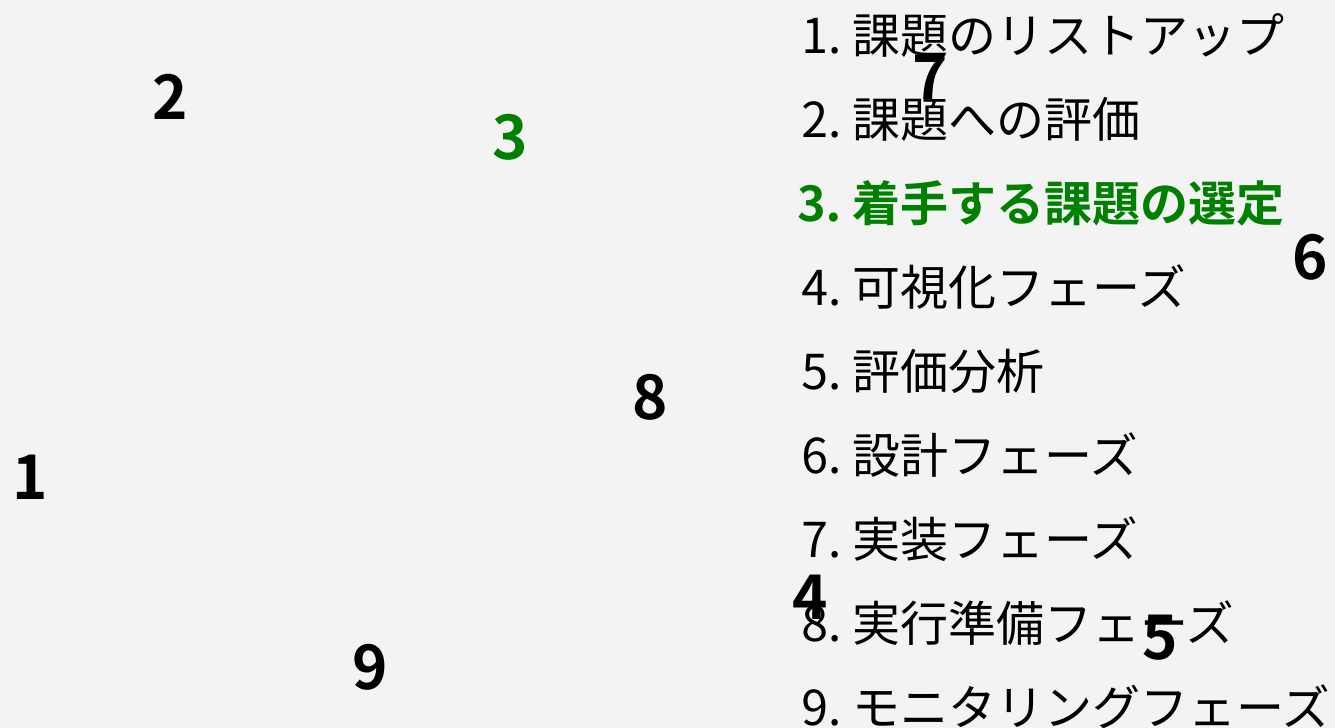 1. 課題のリストアップ
7
2
2. 課題への評価
3
3. 着手する課題の選定
6
4. 可視化フェーズ
5. 評価分析
8
6. 設計フェーズ
1
7. 実装フェーズ
4
8. 実行準備フェーズ
5
9
9. モニタリングフェーズ